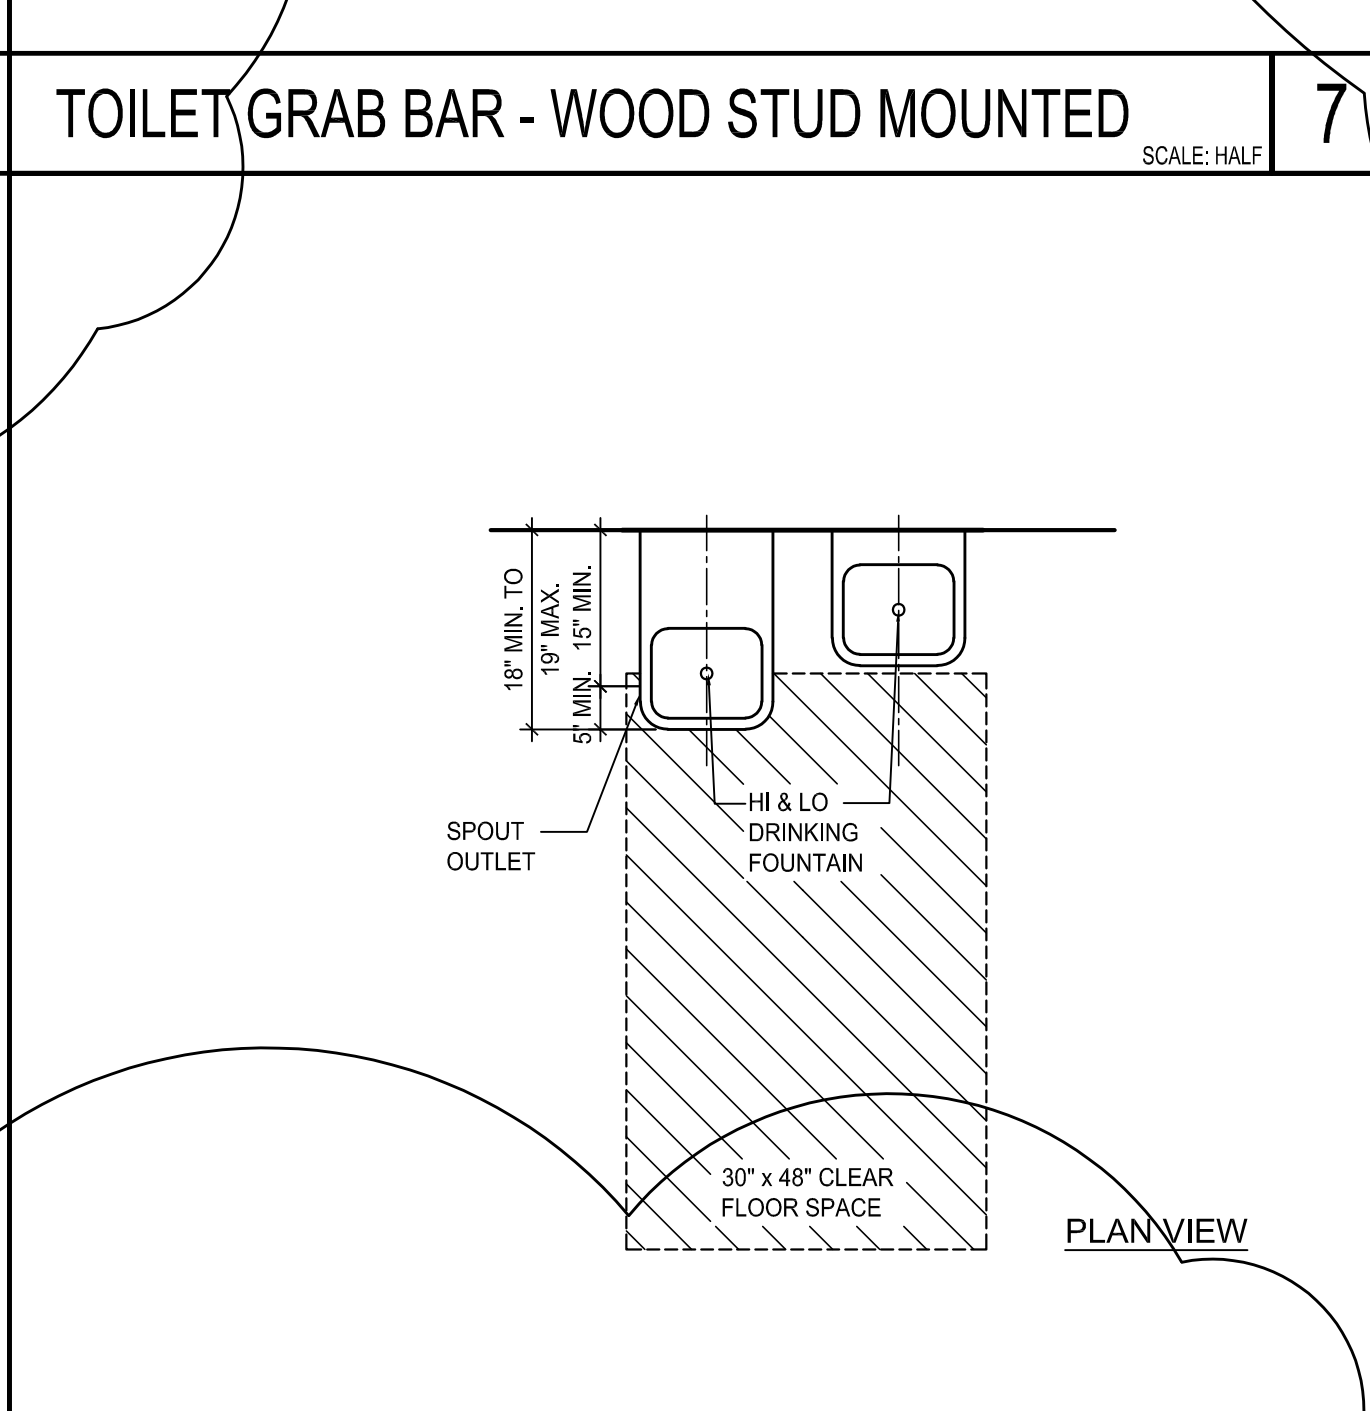 TOILET GRAB BAR - WOOD STUD MOUNTED
SCALE: HALF
7
18" MIN. TO
19" MAX.
15" MIN.
5" MIN.
SPOUT
OUTLET
HI & LO
DRINKING
FOUNTAIN
30" x 48" CLEAR
FLOOR SPACE
PLAN VIEW